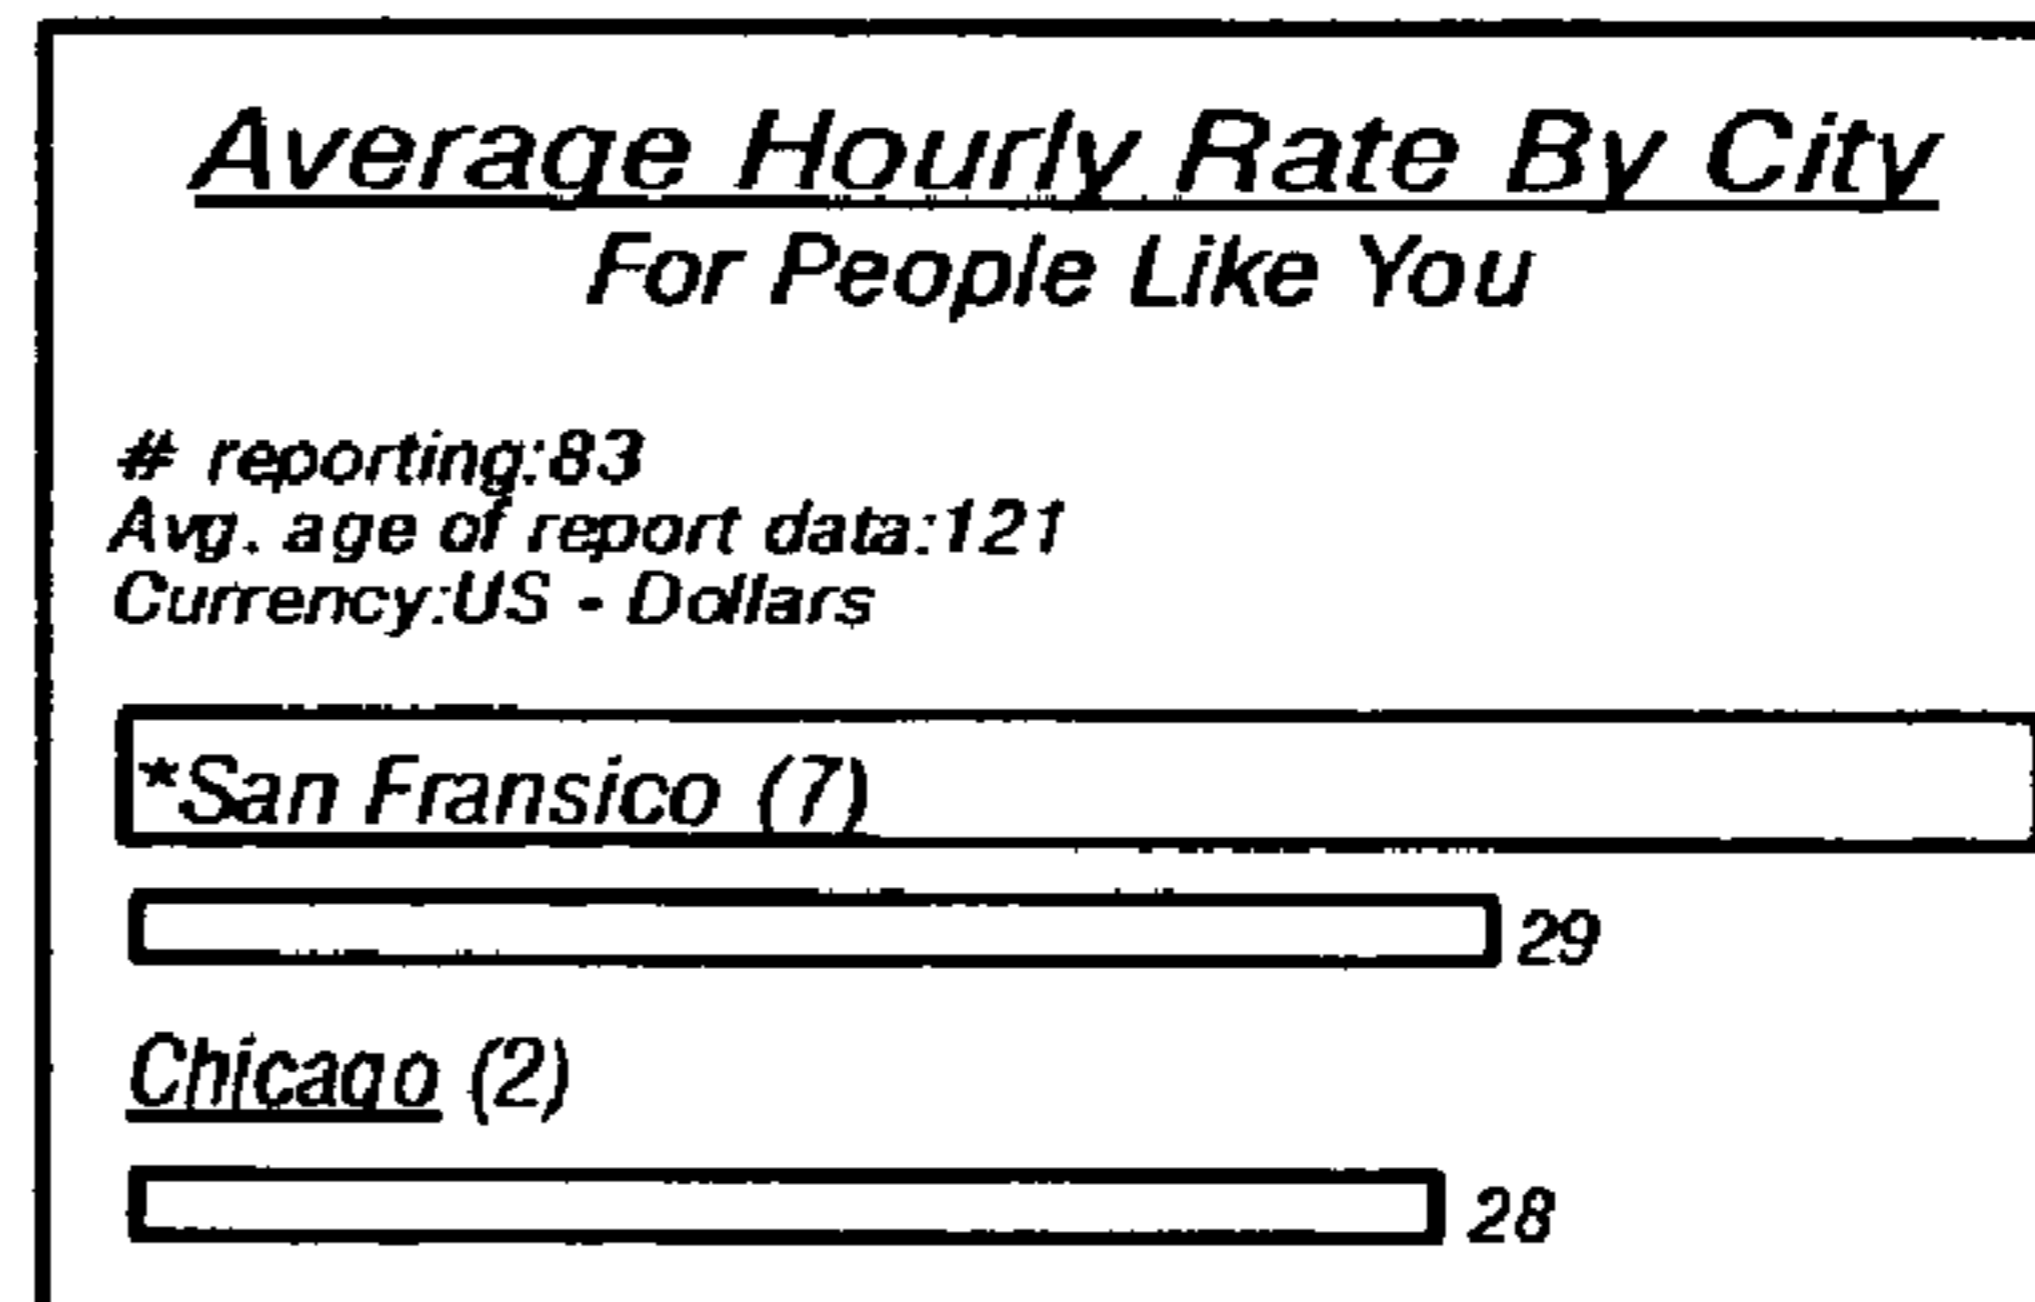 Average Hourly Rate By City
For People Like You
# reporting:83
Avg. age of report data:121
Currency:US - Dollars
*San Fransico (7)
29
Chicago (2)
28